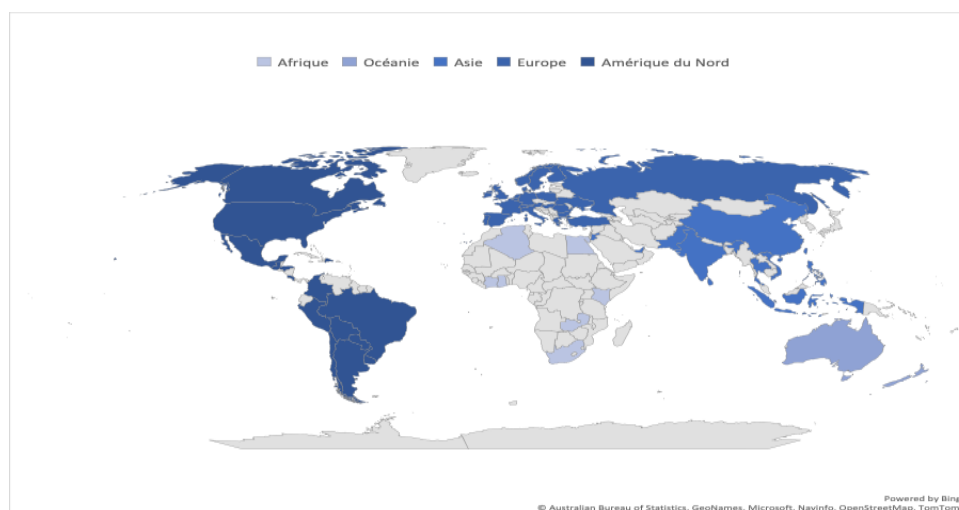 Afrique Océanie Asie Europe Amérique du Nord
Powered by Bing
© Australian Bureau of Statistics, GeoNames, Microsoft, Navinfo, OpenStreetMap, TomTom